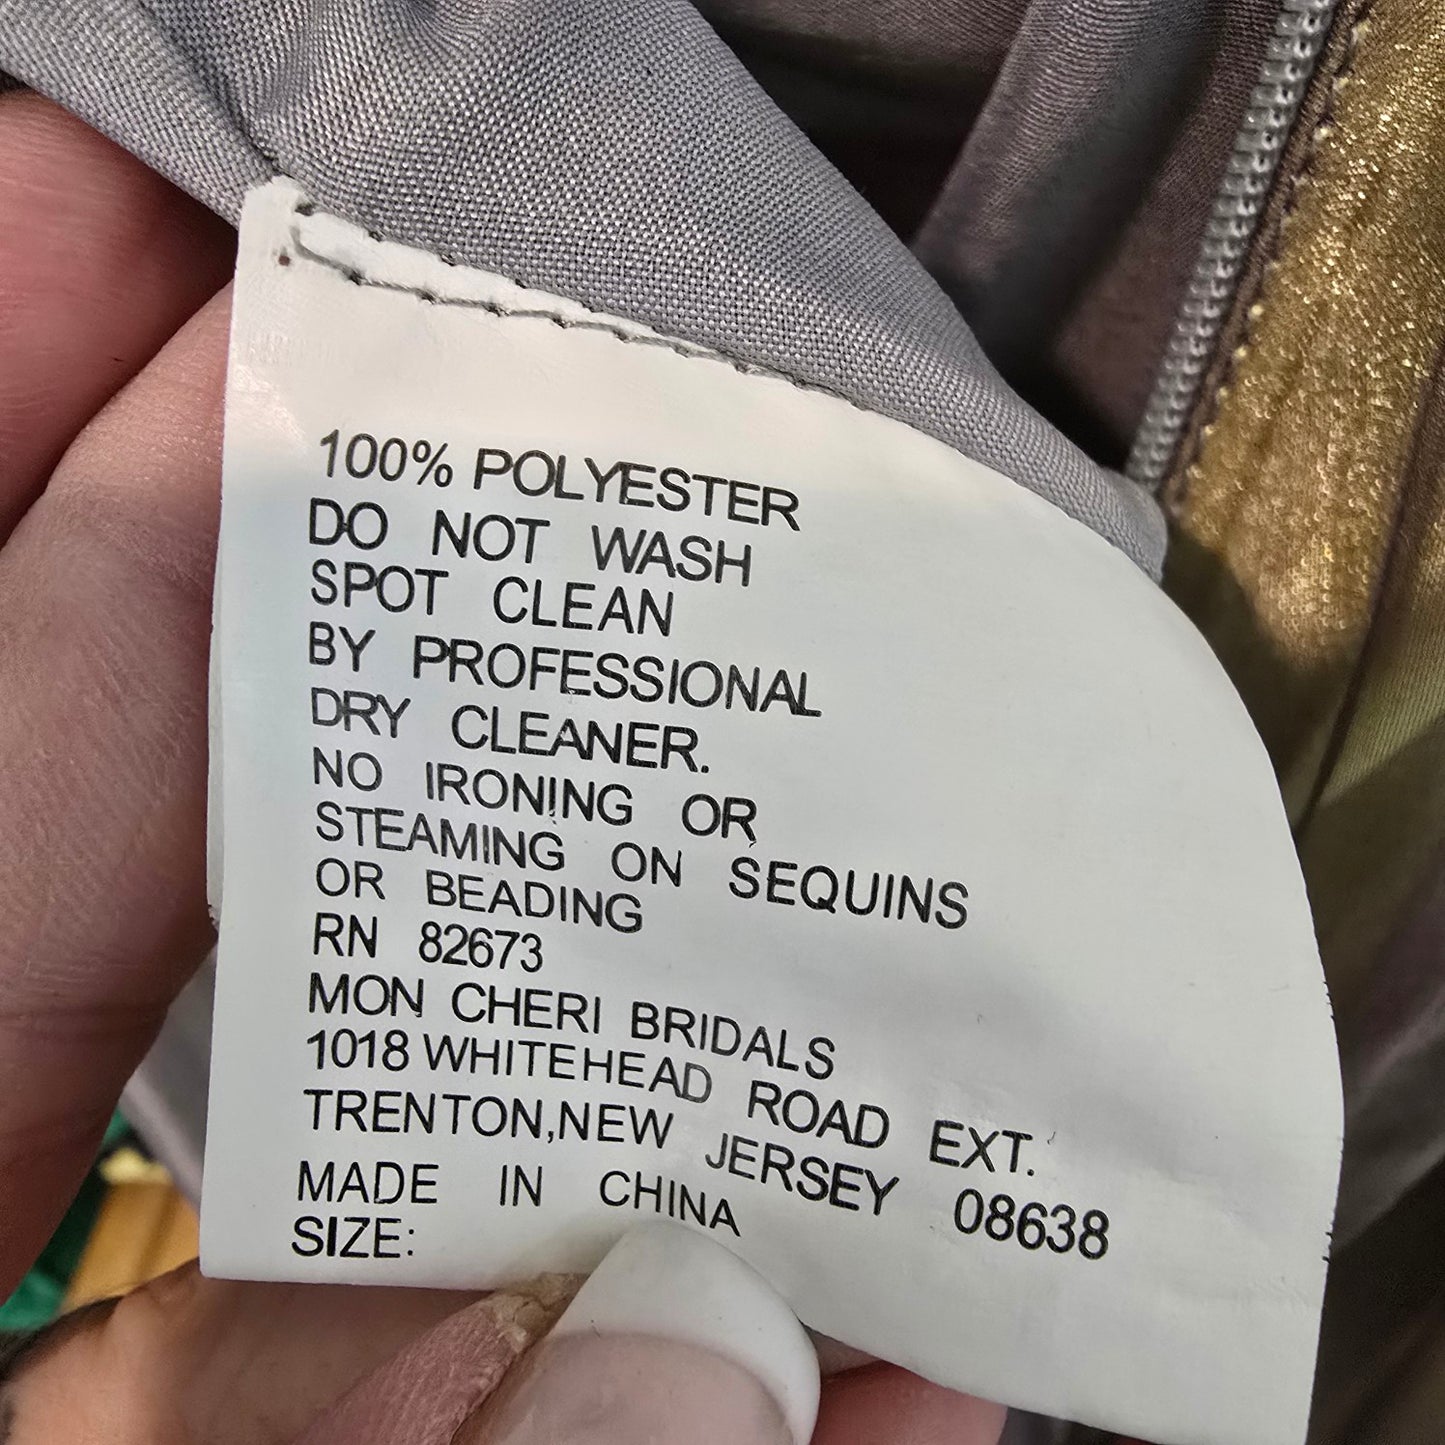 100% POLYESTER
DO NOT WASH
SPOT CLEAN
BY PROFESSIONAL
DRY CLEANER.
NO IRONING OR
STEAMING ON SEQUINS
OR BEADING
RN 82673
MON CHERI BRIDALS
1018 WHITEHEAD ROAD EXT.
TRENTON,NEW JERSEY 08638
MADE IN CHINA
SIZE: